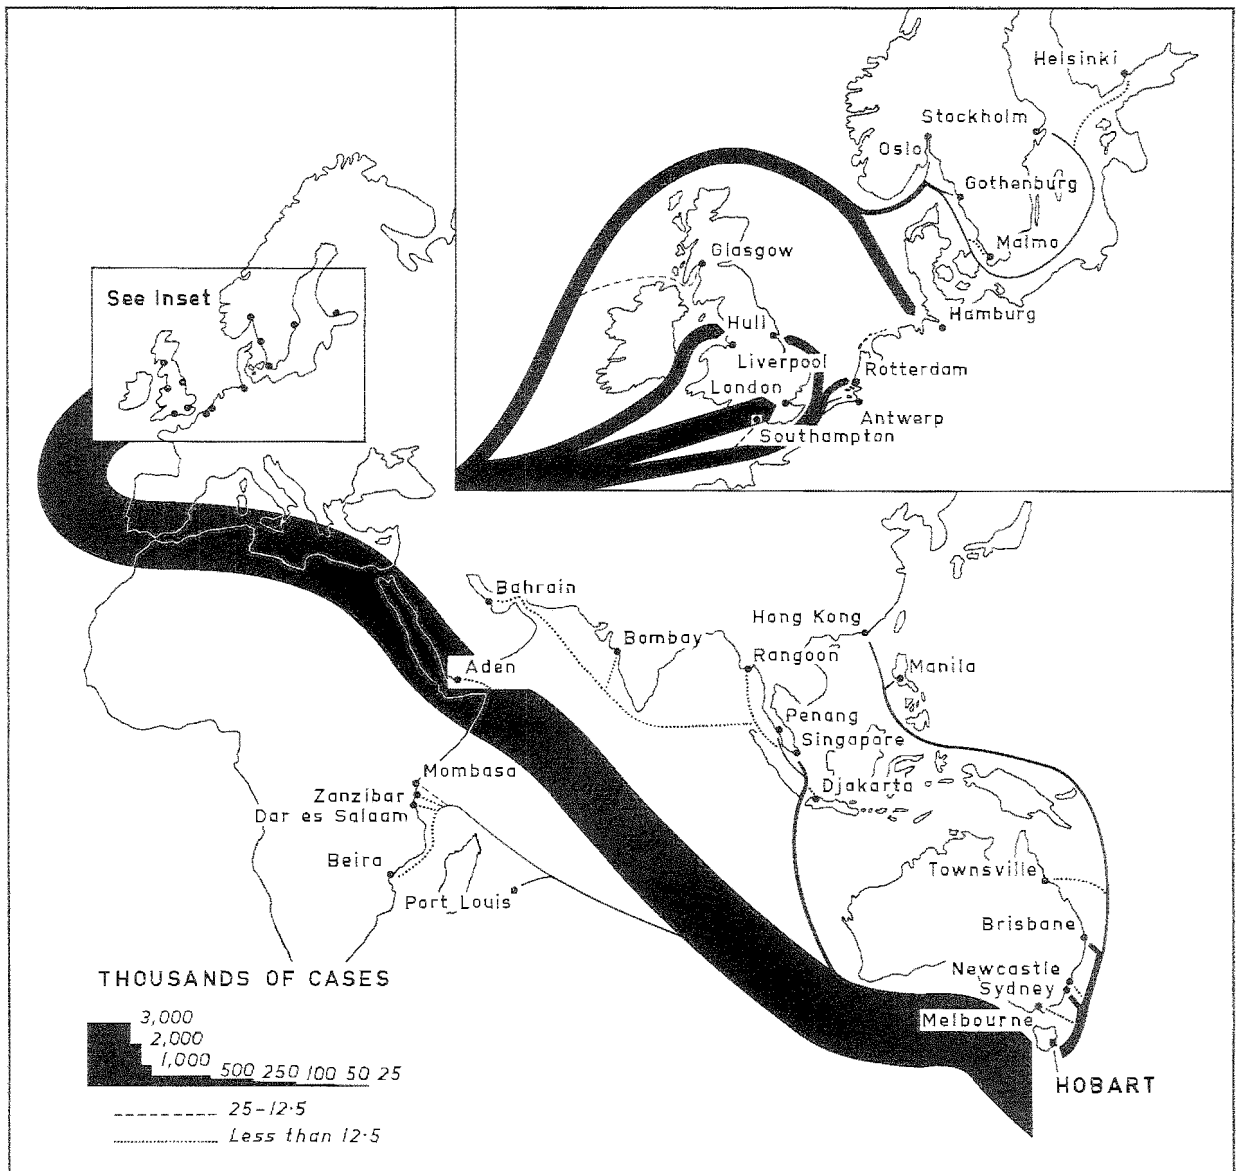 Helsinki
Stockholm
Oslo
Gothenburg
Malmo
Glasgow
Hamburg
Hull
Liverpool
Rotterdam
London
Antwerp
Southampton
See Inset
Bahrain
Hong Kong
Bombay
Rangoon
Manila
Aden
Penang
Singapore
Mombasa
Djakarta
Zanzibar
Dar es Salaam
Beira
Townsville
Port Louis
Brisbane
Newcastle
Sydney
Melbourne
HOBART
THOUSANDS OF CASES
3,000
2,000
1,000
500 250 100 50 25
25-12·5
Less than 12·5